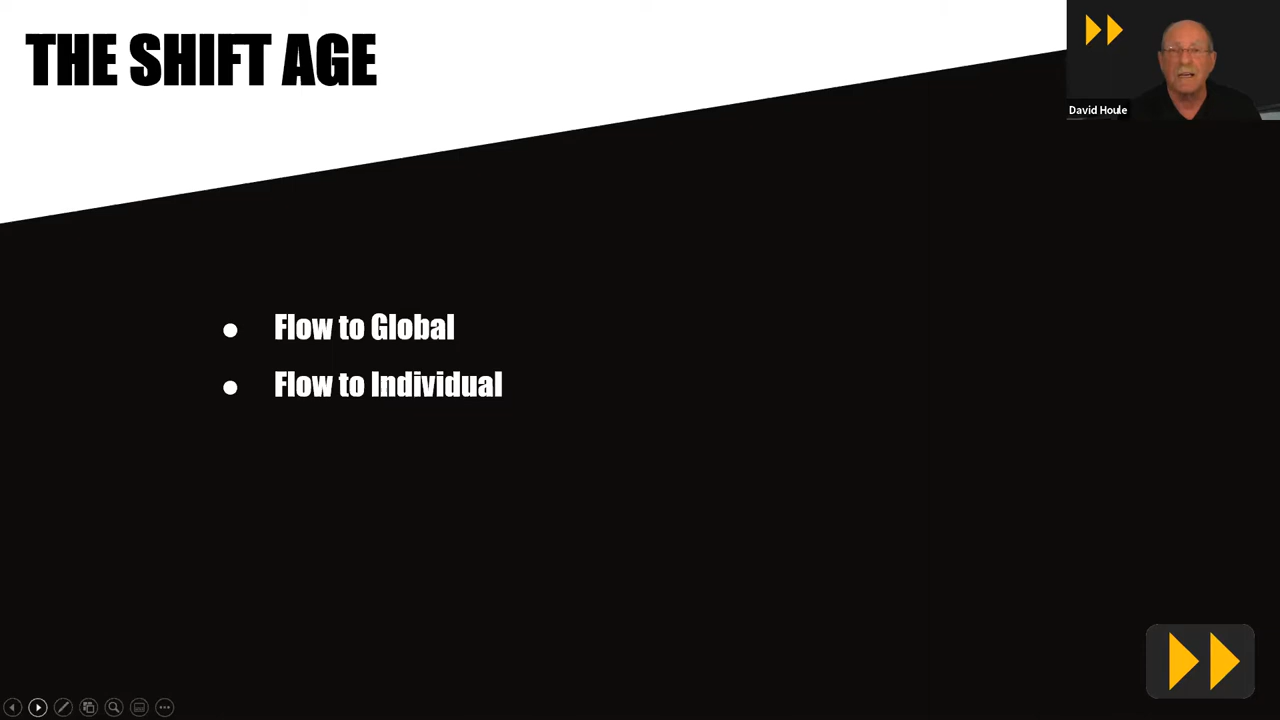 THE SHIFT AGE
David Houle
● Flow to Global
● Flow to Individual